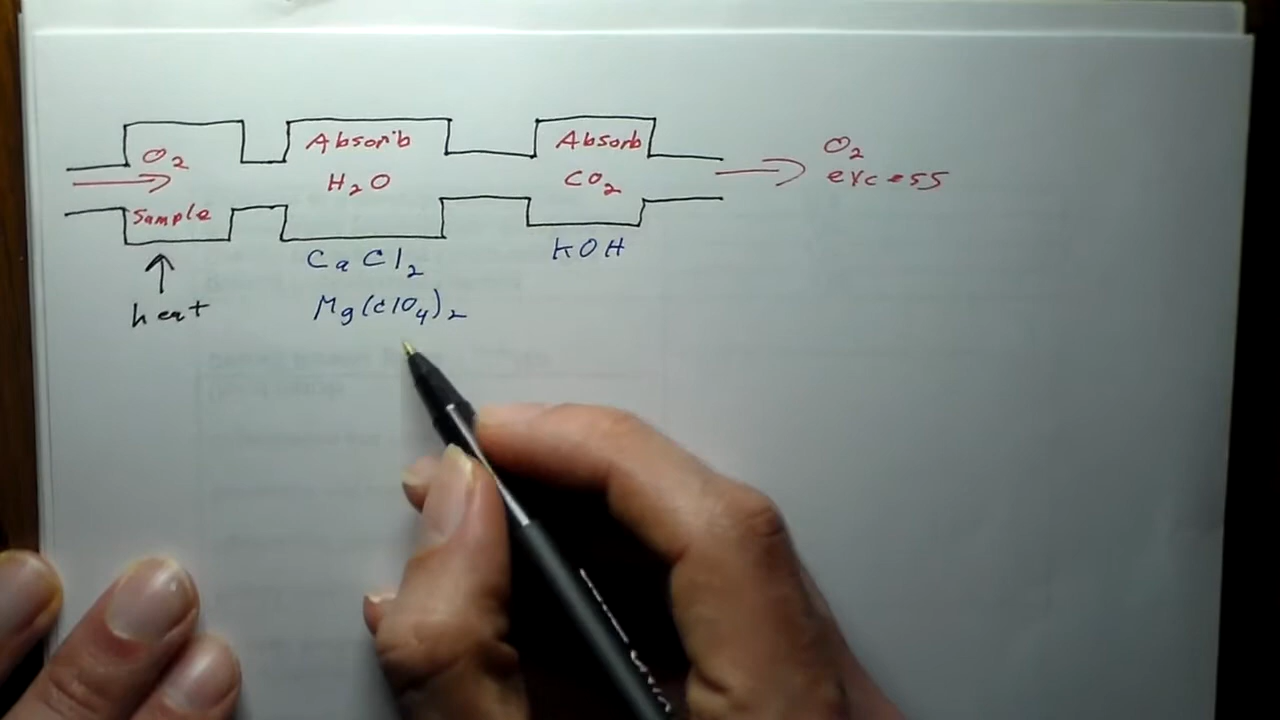 O₂
Sample
heat
Absorb
H₂O
CaCl₂
Mg(ClO₄)₂
Absorb
CO₂
KOH
O₂
excess